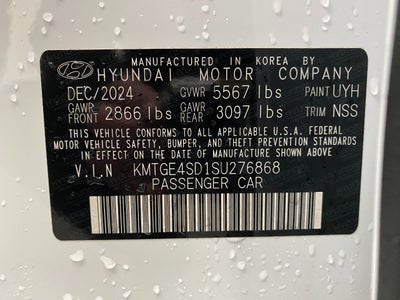 MANUFACTURED IN KOREA BY
HYUNDAI MOTOR COMPANY
DEC/2024 GVWR 5567 lbs PAINT UYH
GAWR FRONT 2866 lbs GAWR REAR 3097 lbs TRIM NSS
THIS VEHICLE CONFORMS TO ALL APPLICABLE U.S.A. FEDERAL
MOTOR VEHICLE SAFETY, BUMPER, AND THEFT PREVENTION STANDARDS
IN EFFECT ON THE DATE OF MANUFACTURE SHOWN ABOVE.
V.I.N KMTGE4SD1SU276868
PASSENGER CAR